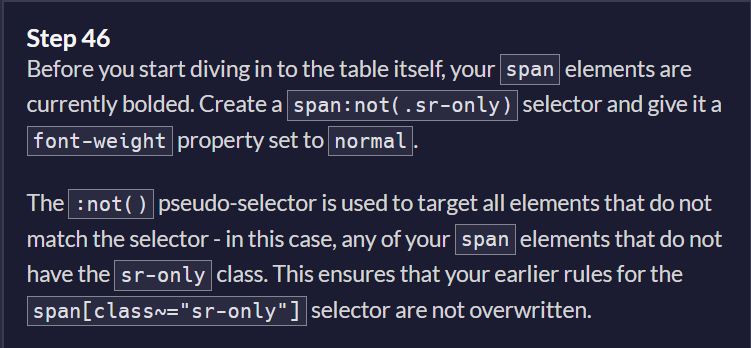 Step 46
Before you start diving in to the table itself, your span elements are
currently bolded. Create a span:not(.sr-only) selector and give it a
font-weight property set to normal.
The :not() pseudo-selector is used to target all elements that do not
match the selector - in this case, any of your span elements that do not
have the sr-only class. This ensures that your earlier rules for the
span[class~="sr-only"] selector are not overwritten.